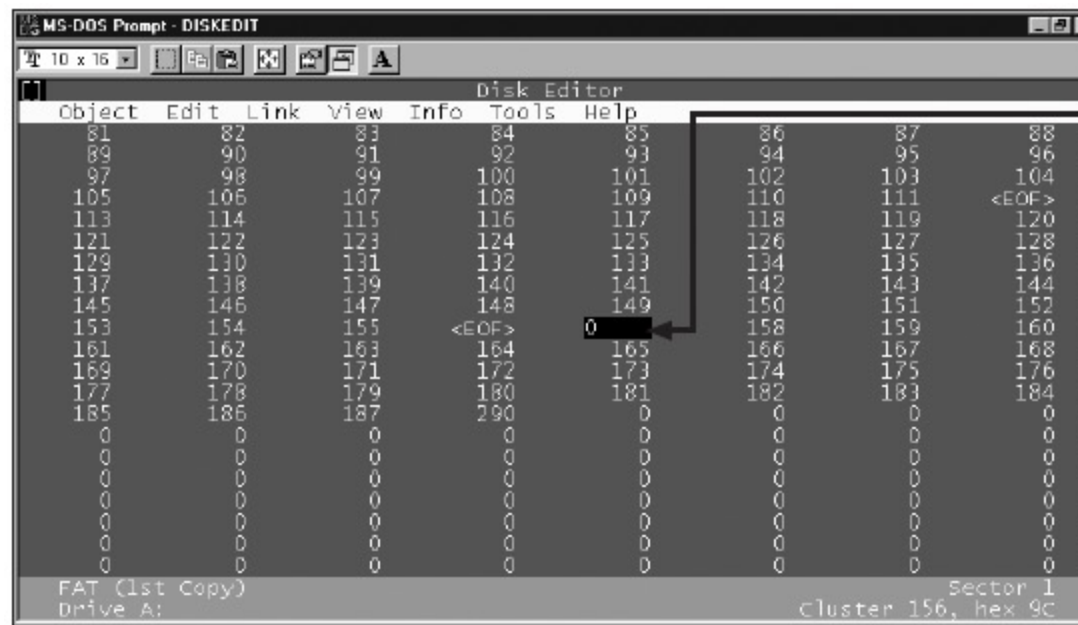 MS-DOS Prompt - DISKEDIT
10 x 16 A
Disk Editor
Object Edit Link View Info Tools Help
81 82 83 84 85 86 87 88
89 90 91 92 93 94 95 96
97 98 99 100 101 102 103 104
105 106 107 108 109 110 111 <EOF>
113 114 115 116 117 118 119 120
121 122 123 124 125 126 127 128
129 130 131 132 133 134 135 136
137 138 139 140 141 142 143 144
145 146 147 148 149 150 151 152
153 154 155 <EOF> 0 158 159 160
161 162 163 164 165 166 167 168
169 170 171 172 173 174 175 176
177 178 179 180 181 182 183 184
185 186 187 290 0 0 0 0
0 0 0 0 0 0 0 0
0 0 0 0 0 0 0 0
0 0 0 0 0 0 0 0
0 0 0 0 0 0 0 0
0 0 0 0 0 0 0 0
0 0 0 0 0 0 0 0
0 0 0 0 0 0 0 0
FAT (1st Copy) Sector 1
Drive A: Cluster 156, hex 9C